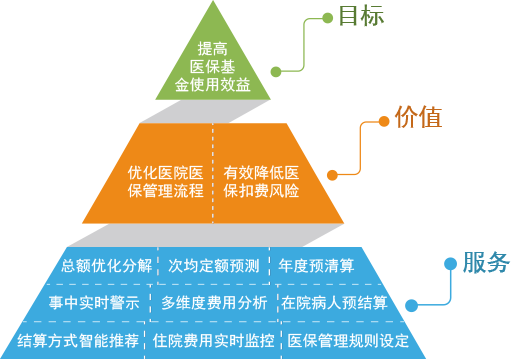 目标
提高
医保基
金使用效益
价值
优化医院医
保管理流程
有效降低医
保扣费风险
服务
总额优化分解
次均定额预测
年度预清算
事中实时警示
多维度费用分析
在院病人预结算
结算方式智能推荐
住院费用实时监控
医保管理规则设定